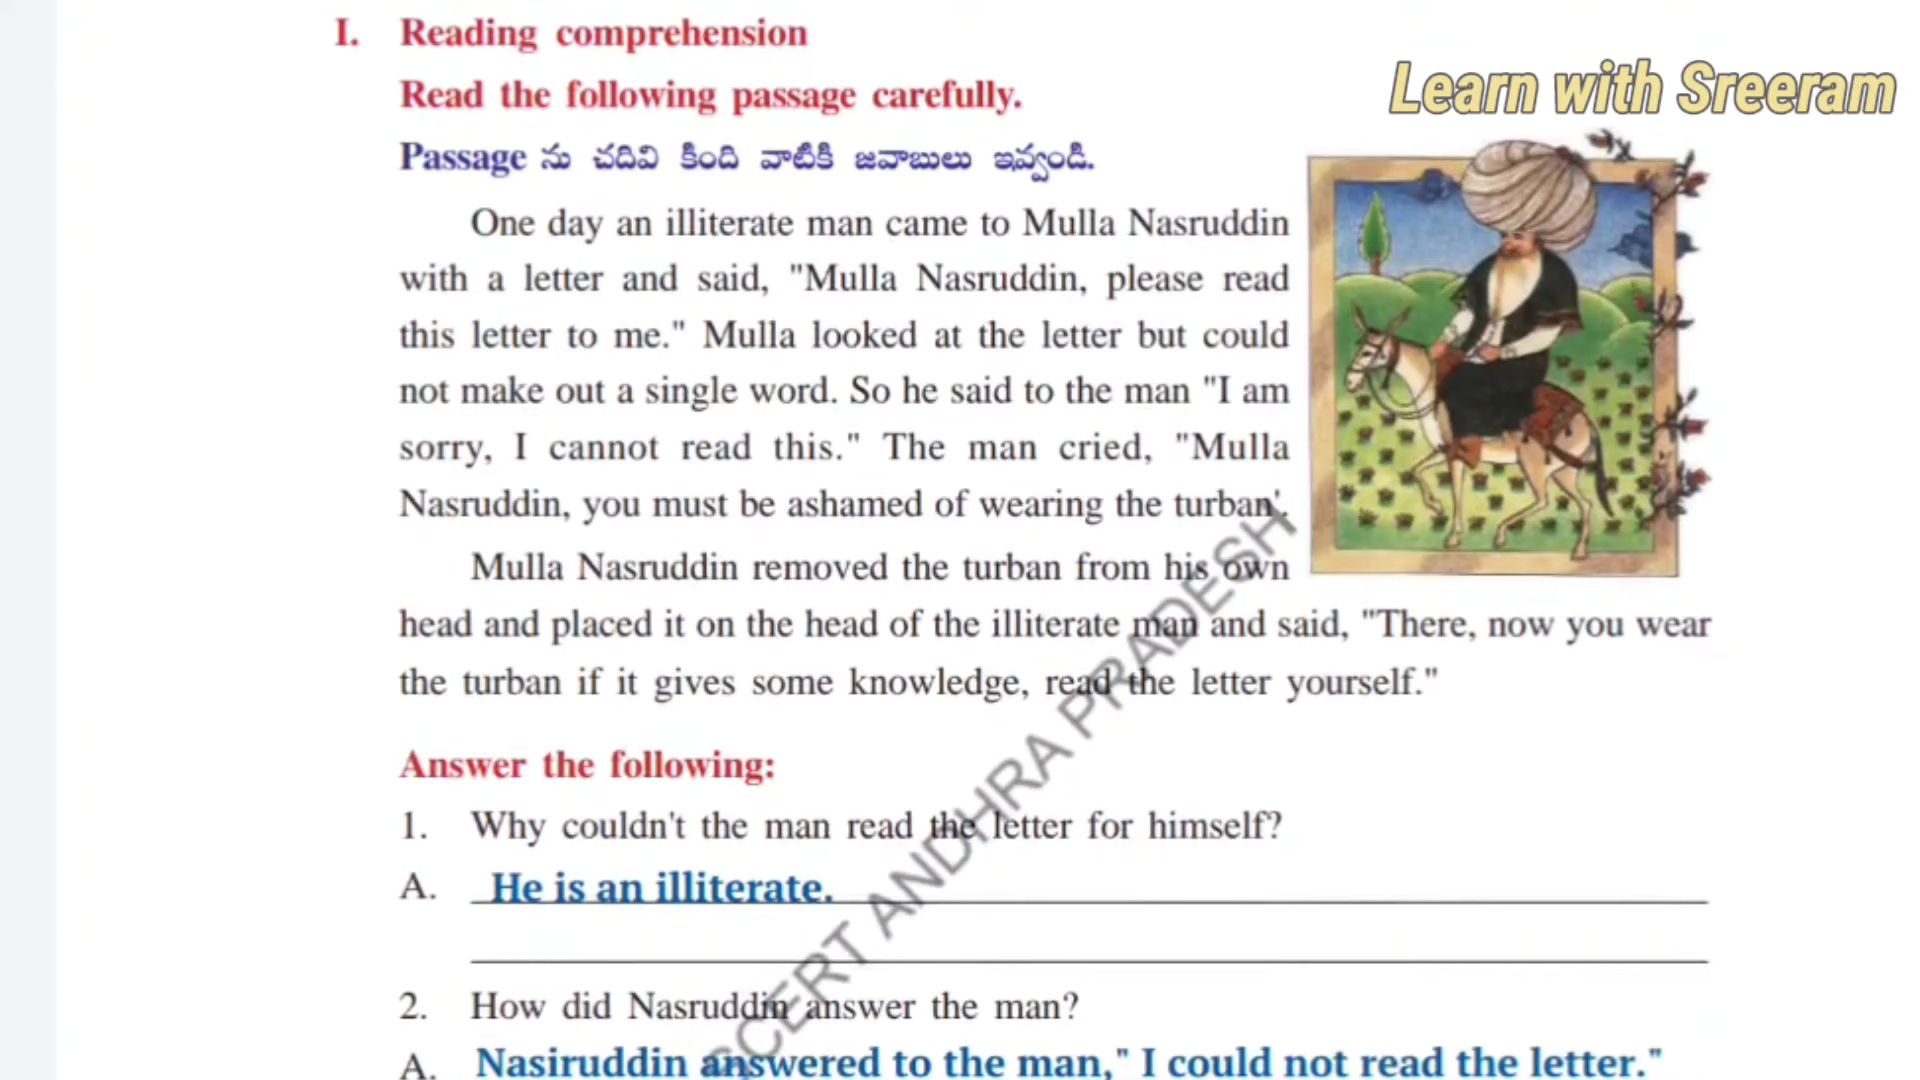 I. Reading comprehension
Learn with Sreeram
Read the following passage carefully.
Passage ను చదివి కింది వాటికి జవాబులు ఇవ్వండి.
One day an illiterate man came to Mulla Nasruddin
with a letter and said, "Mulla Nasruddin, please read
this letter to me." Mulla looked at the letter but could
not make out a single word. So he said to the man "I am
sorry, I cannot read this." The man cried, "Mulla
Nasruddin, you must be ashamed of wearing the turban'.
Mulla Nasruddin removed the turban from his own
head and placed it on the head of the illiterate man and said, "There, now you wear
the turban if it gives some knowledge, read the letter yourself."
Answer the following:
1. Why couldn't the man read the letter for himself?
A. He is an illiterate.
2. How did Nasruddin answer the man?
A. Nasiruddin answered to the man," I could not read the letter."
SCERT ANDHRA PRADESH